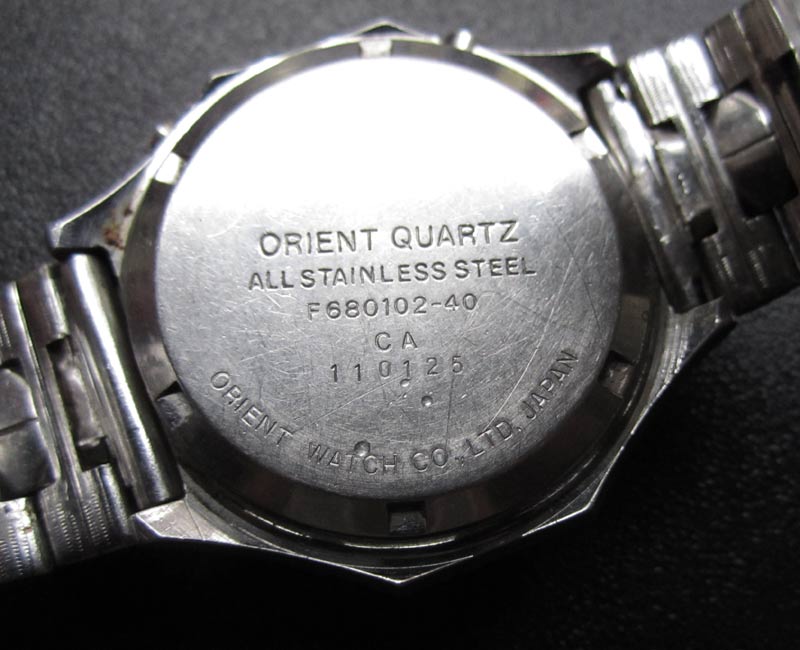 ORIENT QUARTZ
ALL STAINLESS STEEL
F680102-40
CA
110125
ORIENT WATCH CO., LTD. JAPAN